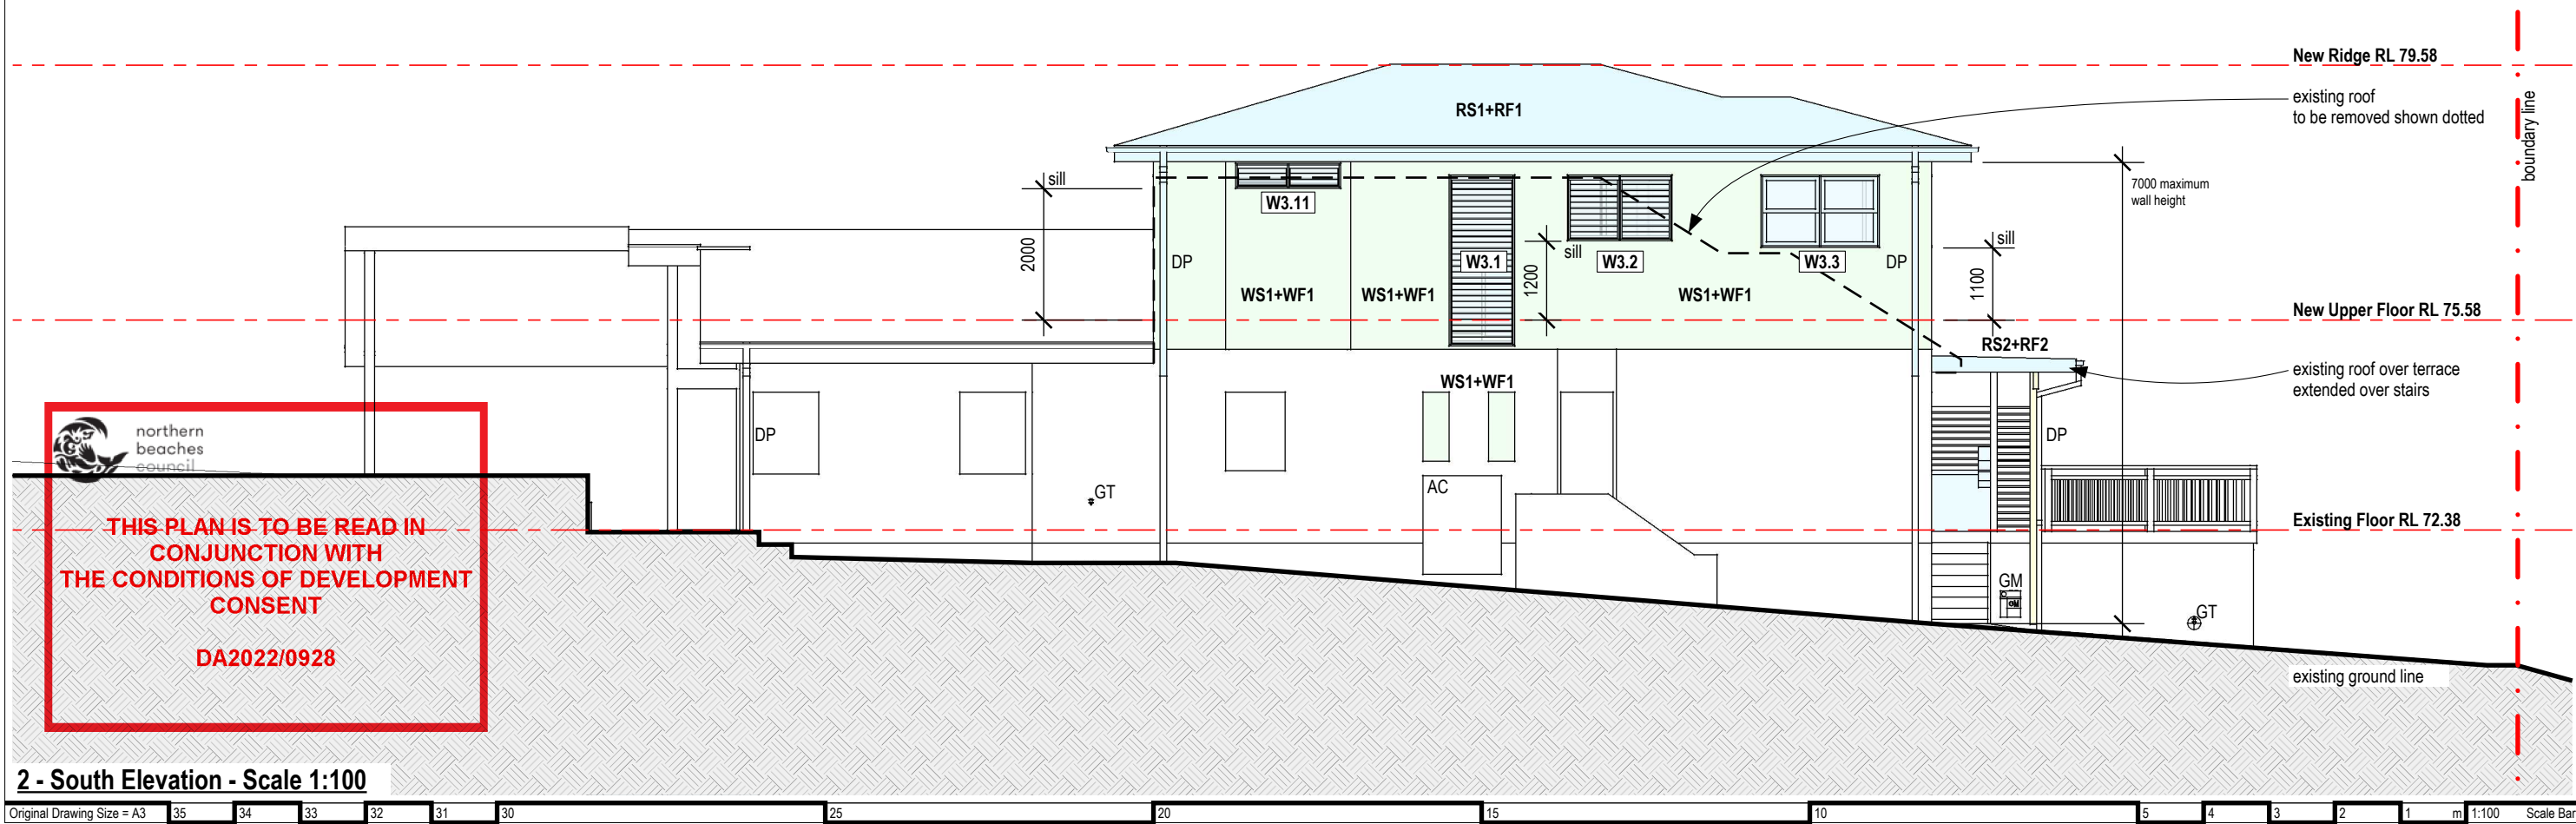 New Ridge RL 79.58
existing roof
to be removed shown dotted
boundary line
RS1+RF1
7000 maximum
wall height
sill
W3.11
2000
DP
W3.1
sill
W3.2
W3.3
DP
sill
1200
1100
WS1+WF1
WS1+WF1
WS1+WF1
New Upper Floor RL 75.58
RS2+RF2
existing roof over terrace
extended over stairs
WS1+WF1
northern
beaches
council
DP
DP
AC
GT
THIS PLAN IS TO BE READ IN
CONJUNCTION WITH
THE CONDITIONS OF DEVELOPMENT
CONSENT
DA2022/0928
Existing Floor RL 72.38
GM
GM
GT
existing ground line
2 - South Elevation - Scale 1:100
Original Drawing Size = A3 35 34 33 32 31 30 25 20 15 10 5 4 3 2 1 m 1:100 Scale Bar